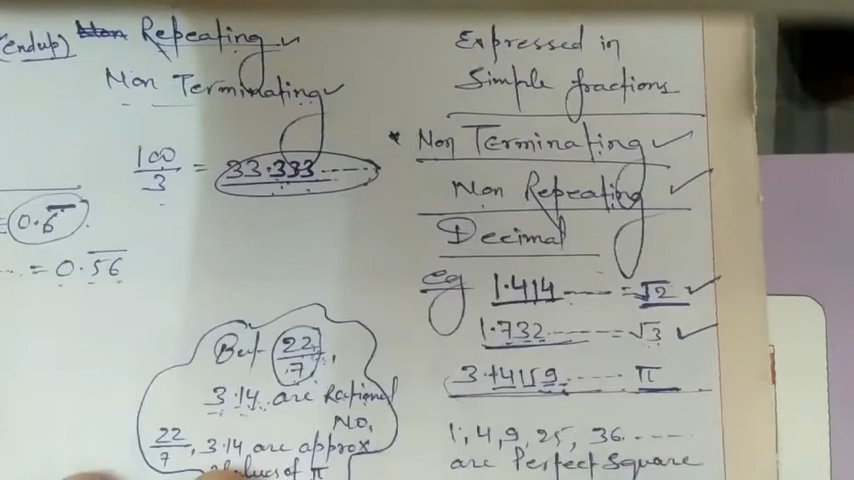 (endup) Repeating
Non Terminating
100/3 = 33.333-----
= 0.6̅
... = 0.5̅6̅
But 22/7,
3.14 are Rational
No,
22/7, 3.14 are approx
values of π
Expressed in
Simple fractions
* Non Terminating
Non Repeating
Decimal
eg 1.414 ----- = √2
1.732 -------- = √3
3.14159 ------ π
1, 4, 9, 25, 36 -----
are Perfect Square